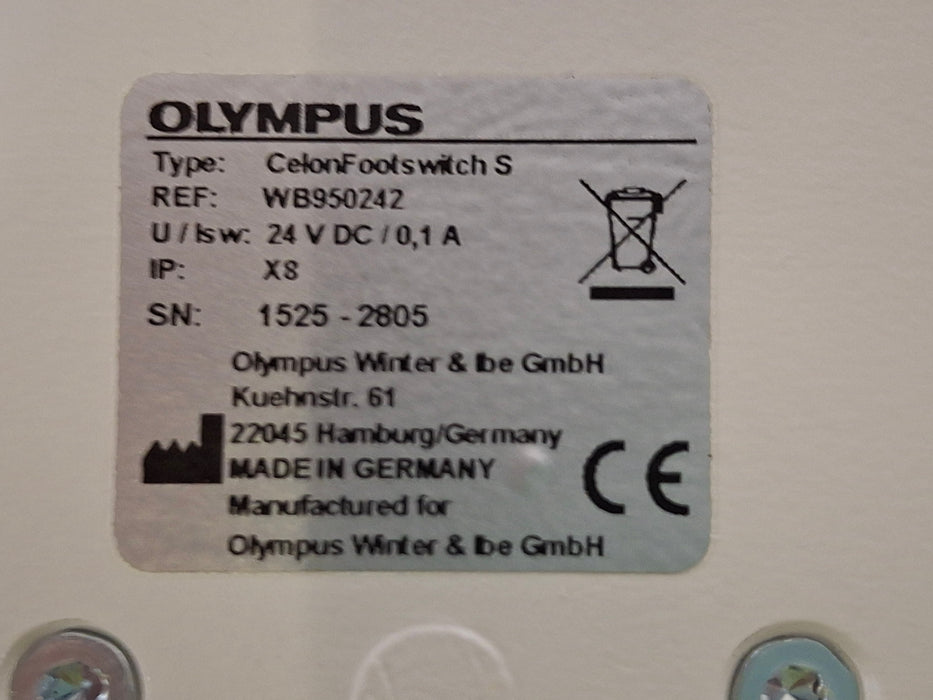 OLYMPUS
Type: CelonFootswitch S
REF: WB950242
U / Isw: 24 V DC / 0,1 A
IP: X8
SN: 1525 - 2805
Olympus Winter & Ibe GmbH
Kuehnstr. 61
22045 Hamburg/Germany
MADE IN GERMANY
Manufactured for
Olympus Winter & Ibe GmbH
CE